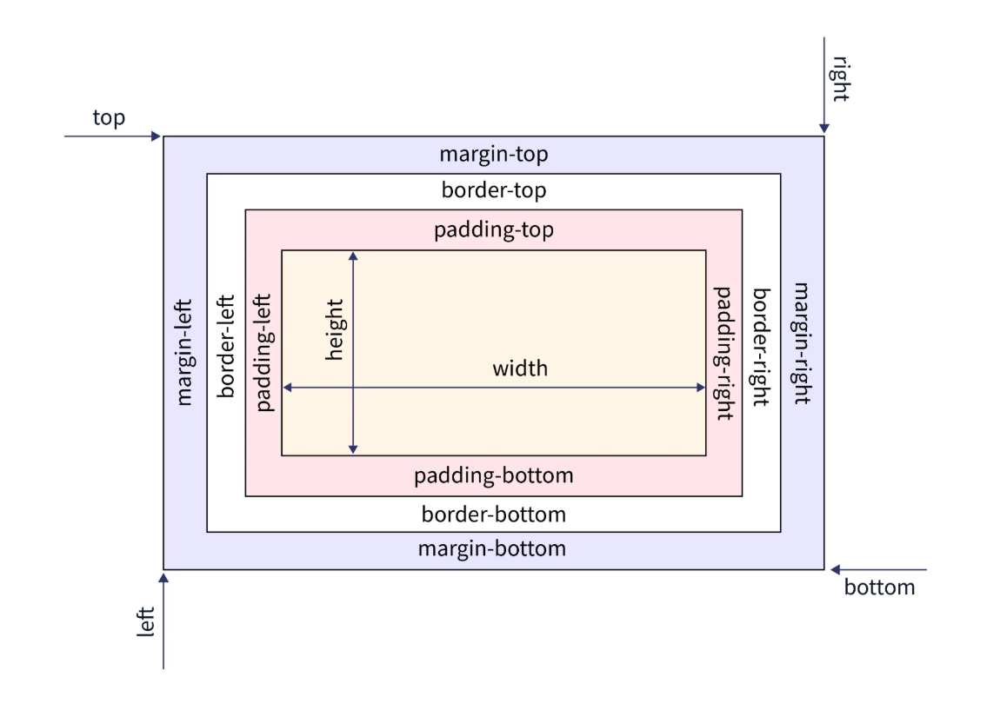 right
top
margin-top
border-top
padding-top
margin-left
border-left
padding-left
height
width
padding-right
border-right
margin-right
padding-bottom
border-bottom
margin-bottom
bottom
left